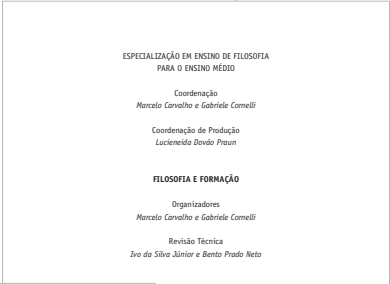 ESPECIALIZAÇÃO EM ENSINO DE FILOSOFIA
PARA O ENSINO MÉDIO
Coordenação
Marcelo Carvalho e Gabriele Cornelli
Coordenação de Produção
Lucieneida Dováo Praun
FILOSOFIA E FORMAÇÃO
Organizadores
Marcelo Carvalho e Gabriele Cornelli
Revisão Técnica
Ivo da Silva Júnior e Bento Prado Neto